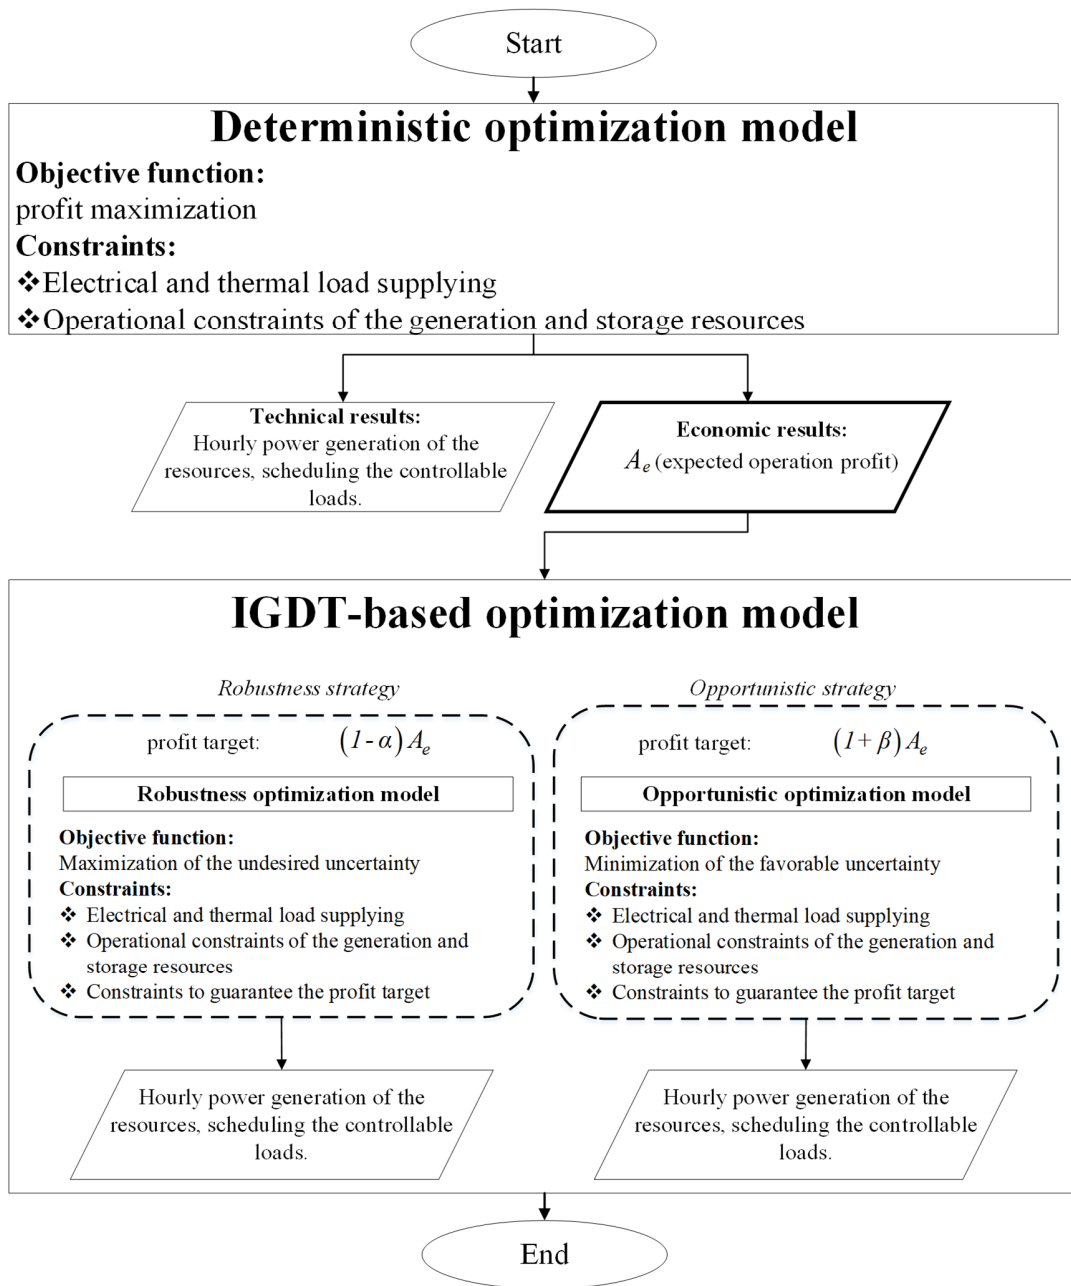 Start
Deterministic optimization model
Objective function:
profit maximization
Constraints:
❖Electrical and thermal load supplying
❖Operational constraints of the generation and storage resources
Technical results:
Hourly power generation of the
resources, scheduling the controllable
loads.
Economic results:
A_e (expected operation profit)
IGDT-based optimization model
Robustness strategy
profit target: (1 - α) A_e
Robustness optimization model
Objective function:
Maximization of the undesired uncertainty
Constraints:
❖ Electrical and thermal load supplying
❖ Operational constraints of the generation and
storage resources
❖ Constraints to guarantee the profit target
Hourly power generation of the
resources, scheduling the controllable
loads.
Opportunistic strategy
profit target: (1 + β) A_e
Opportunistic optimization model
Objective function:
Minimization of the favorable uncertainty
Constraints:
❖ Electrical and thermal load supplying
❖ Operational constraints of the generation and
storage resources
❖ Constraints to guarantee the profit target
Hourly power generation of the
resources, scheduling the controllable
loads.
End